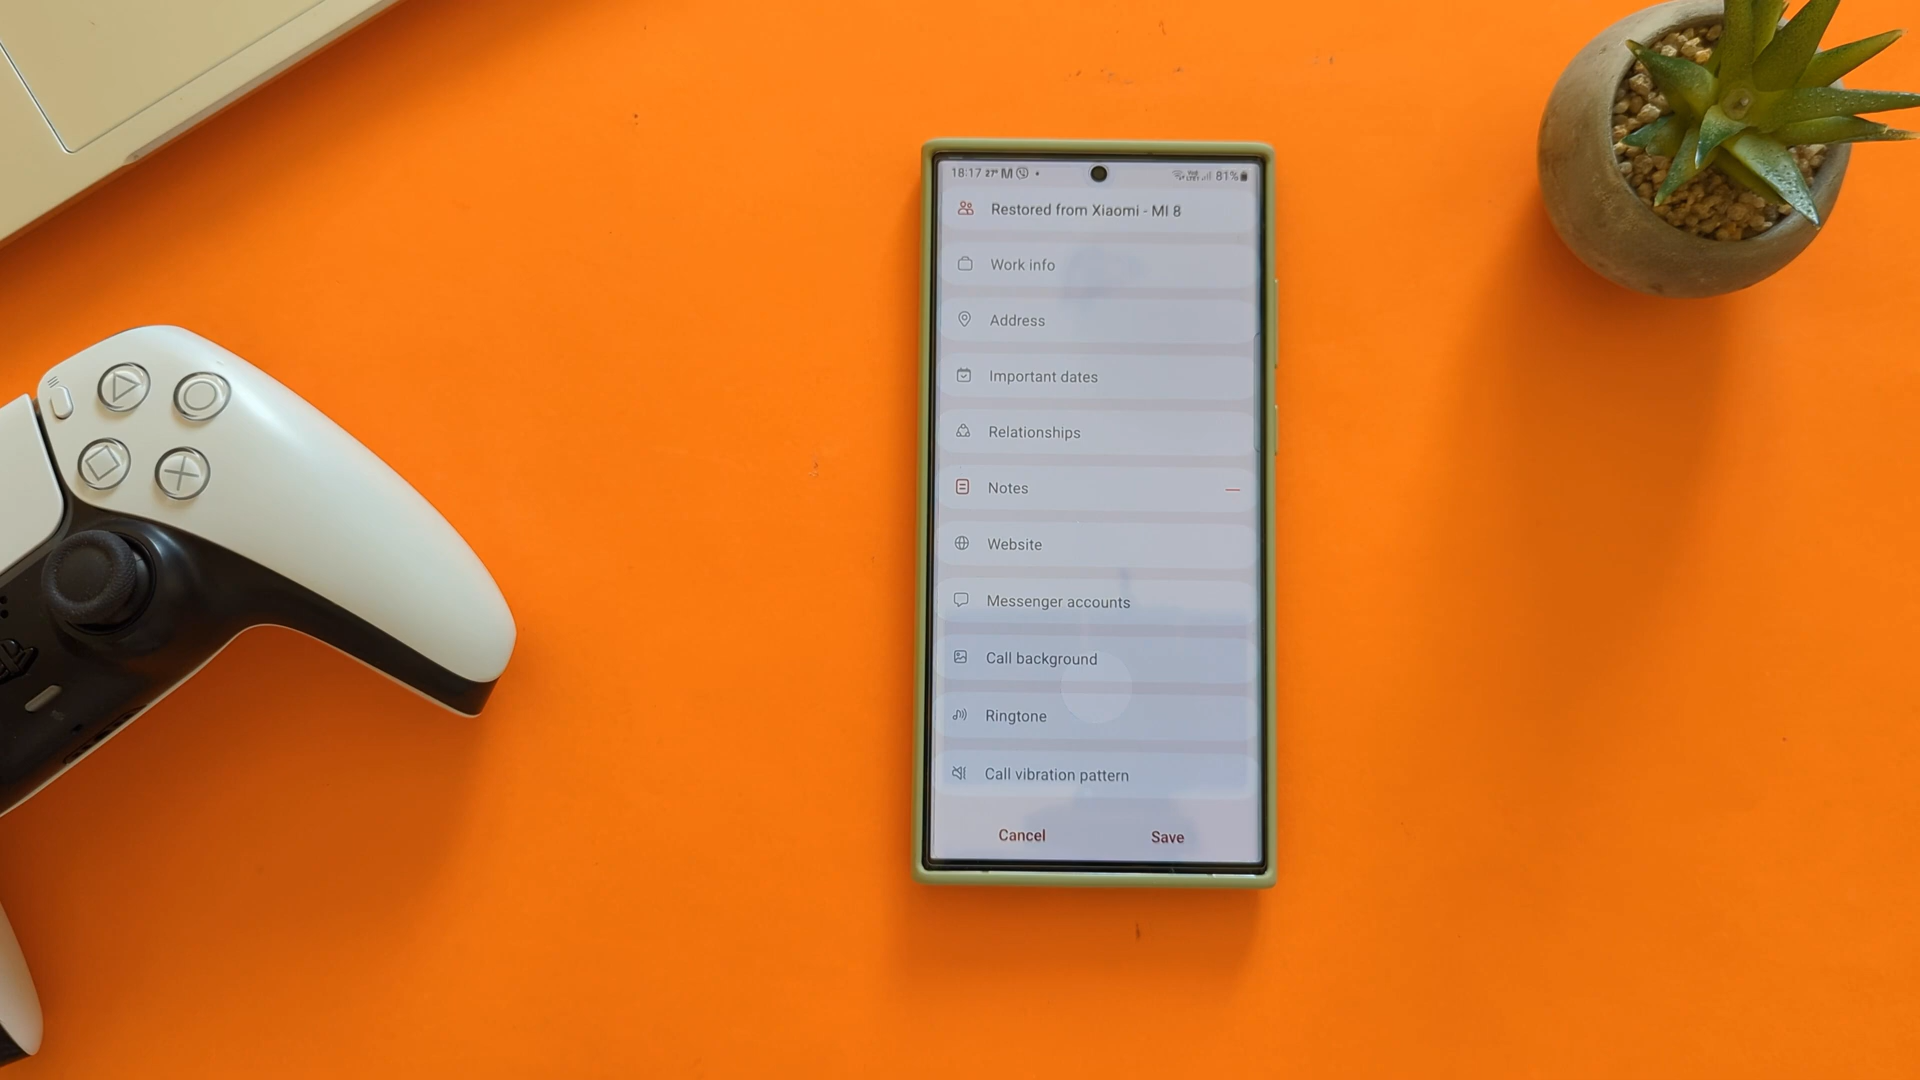 18:17 27° M
81%
Restored from Xiaomi - MI 8
Work info
Address
Important dates
Relationships
Notes
Website
Messenger accounts
Call background
Ringtone
Call vibration pattern
Cancel
Save